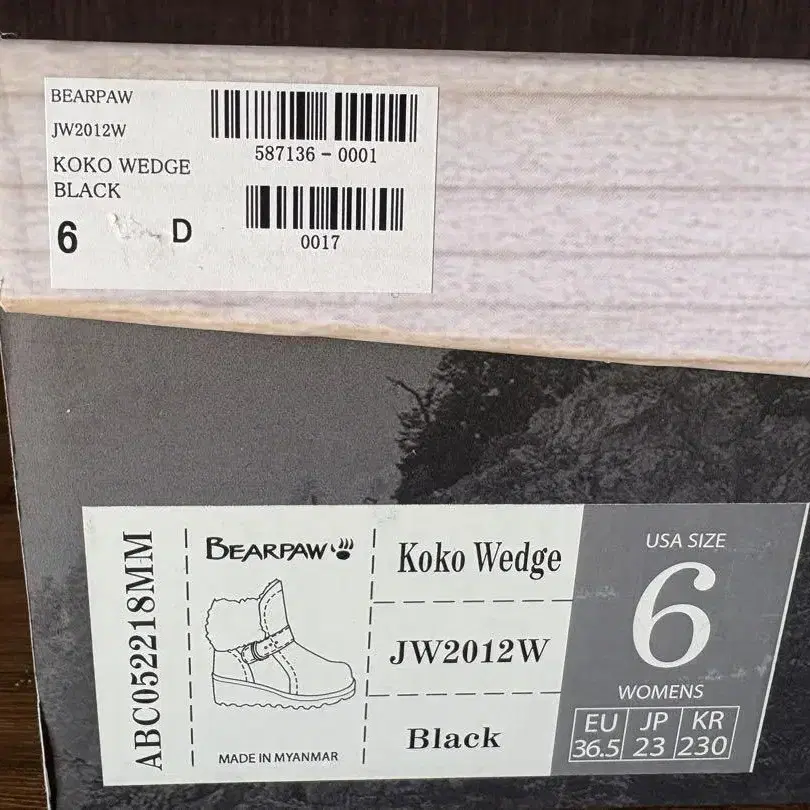 BEARPAW
JW2012W
KOKO WEDGE
BLACK
6 D
587136-0001
0017
ABC052218MM
BEARPAW
MADE IN MYANMAR
Koko Wedge
JW2012W
Black
USA SIZE
6
WOMENS
EU JP KR
36.5 23 230